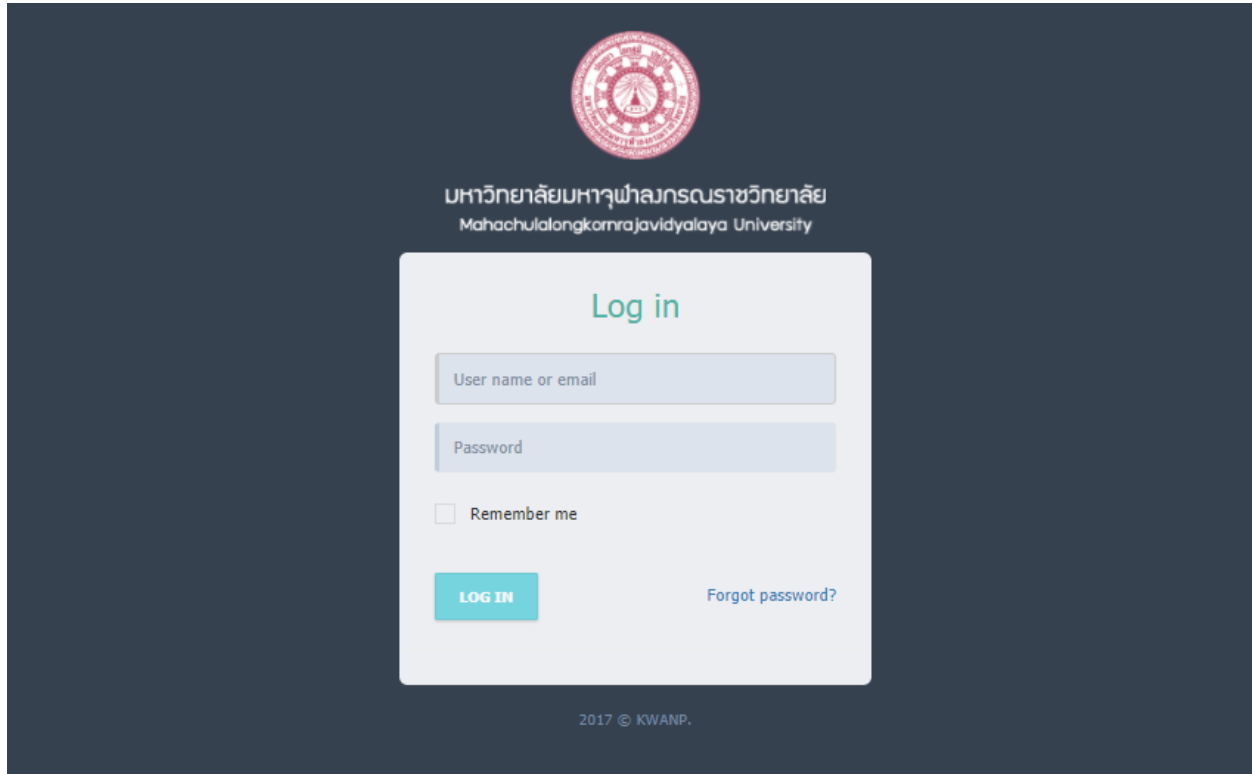 มหาวิทยาลัยมหาจุฬาลงกรณราชวิทยาลัย
Mahachulalongkornrajavidyalaya University
Log in
User name or email
Password
Remember me
LOG IN
Forgot password?
2017 © KWANP.